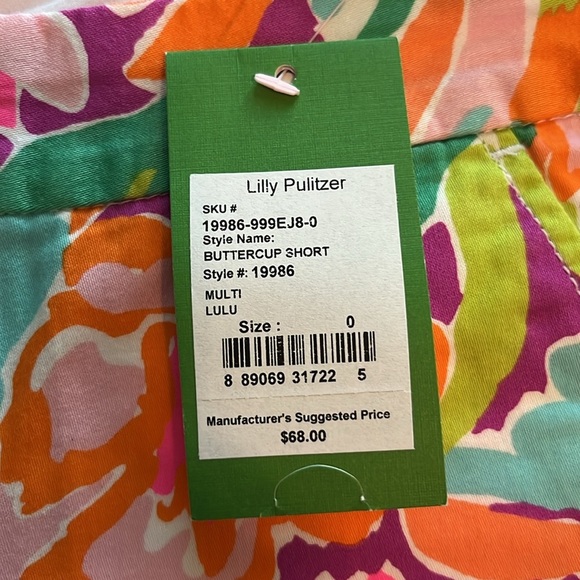 Lilly Pulitzer
SKU #
19986-999EJ8-0
Style Name:
BUTTERCUP SHORT
Style #: 19986
MULTI
LULU
Size : 0
8 89069 31722 5
Manufacturer's Suggested Price
$68.00